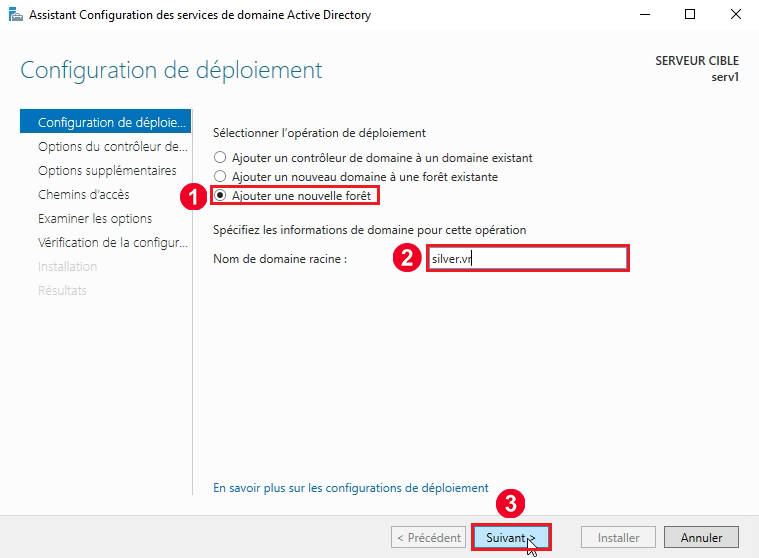 Assistant Configuration des services de domaine Active Directory
Configuration de déploiement
SERVEUR CIBLE
serv1
Configuration de déploie...
Options du contrôleur de...
Options supplémentaires
Chemins d'accès
Examiner les options
Vérification de la configur...
Installation
Résultats
Sélectionner l'opération de déploiement
Ajouter un contrôleur de domaine à un domaine existant
Ajouter un nouveau domaine à une forêt existante
1 Ajouter une nouvelle forêt
Spécifiez les informations de domaine pour cette opération
Nom de domaine racine : 2 silver.vr
En savoir plus sur les configurations de déploiement
3
< Précédent Suivant > Installer Annuler